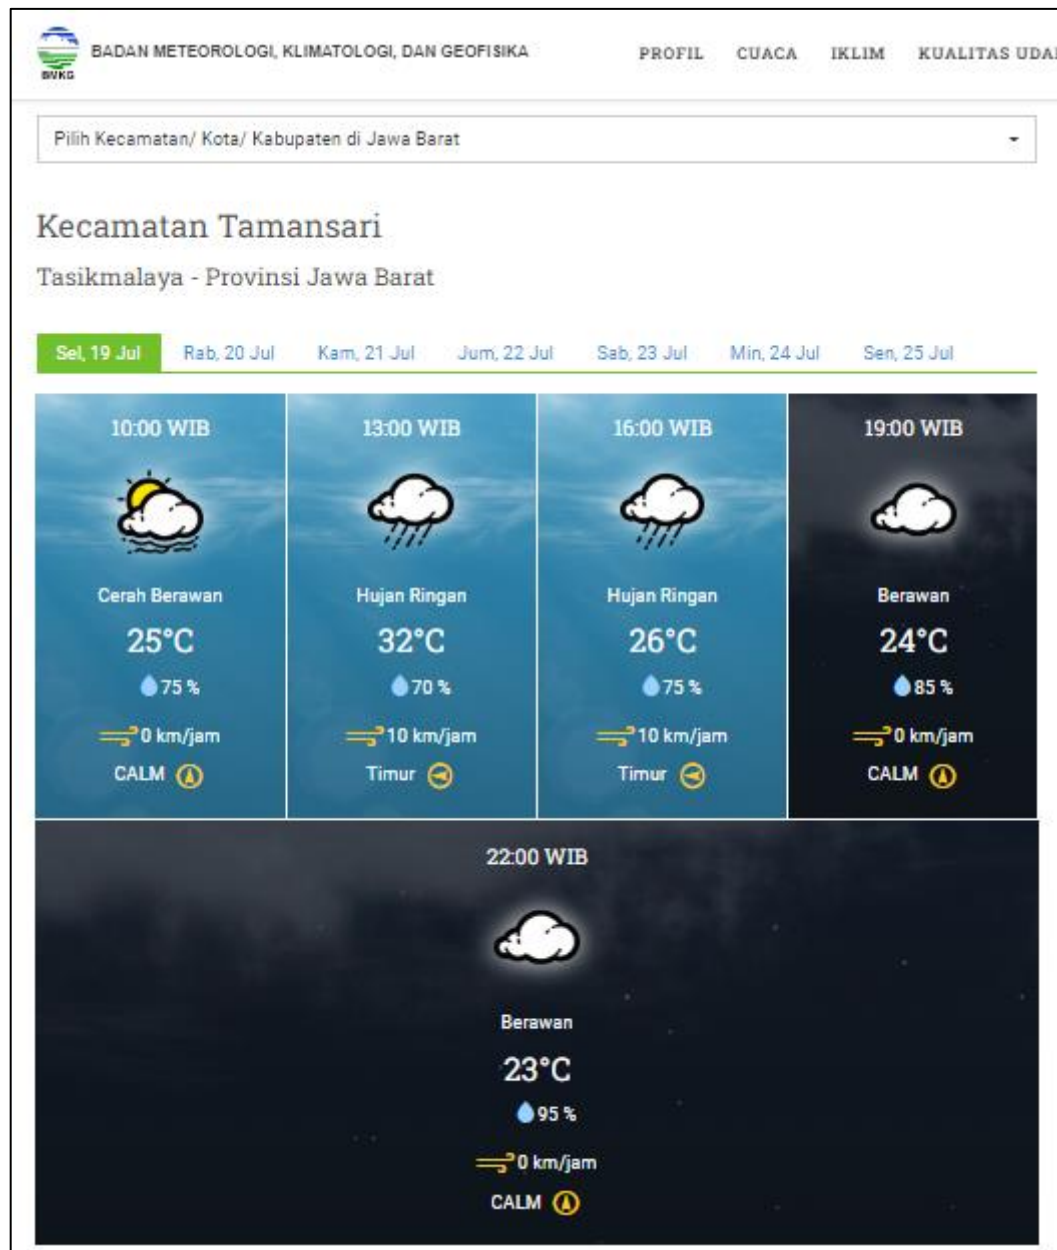 BMKG
BADAN METEOROLOGI, KLIMATOLOGI, DAN GEOFISIKA
PROFIL CUACA IKLIM KUALITAS UDA
Pilih Kecamatan/ Kota/ Kabupaten di Jawa Barat
Kecamatan Tamansari
Tasikmalaya - Provinsi Jawa Barat
Sel, 19 Jul Rab, 20 Jul Kam, 21 Jul Jum, 22 Jul Sab, 23 Jul Min, 24 Jul Sen, 25 Jul
10:00 WIB
Cerah Berawan
25°C
75 %
0 km/jam
CALM
13:00 WIB
Hujan Ringan
32°C
70 %
10 km/jam
Timur
16:00 WIB
Hujan Ringan
26°C
75 %
10 km/jam
Timur
19:00 WIB
Berawan
24°C
85 %
0 km/jam
CALM
22:00 WIB
Berawan
23°C
95 %
0 km/jam
CALM